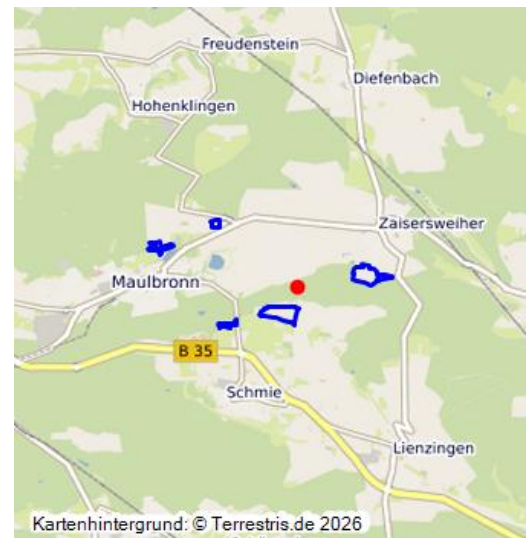 Freudenstein
Diefenbach
Hohenklingen
Zaisersweiher
Maulbronn
B 35
Schmie
Lienzingen
Kartenhintergrund: © Terrestris.de 2026